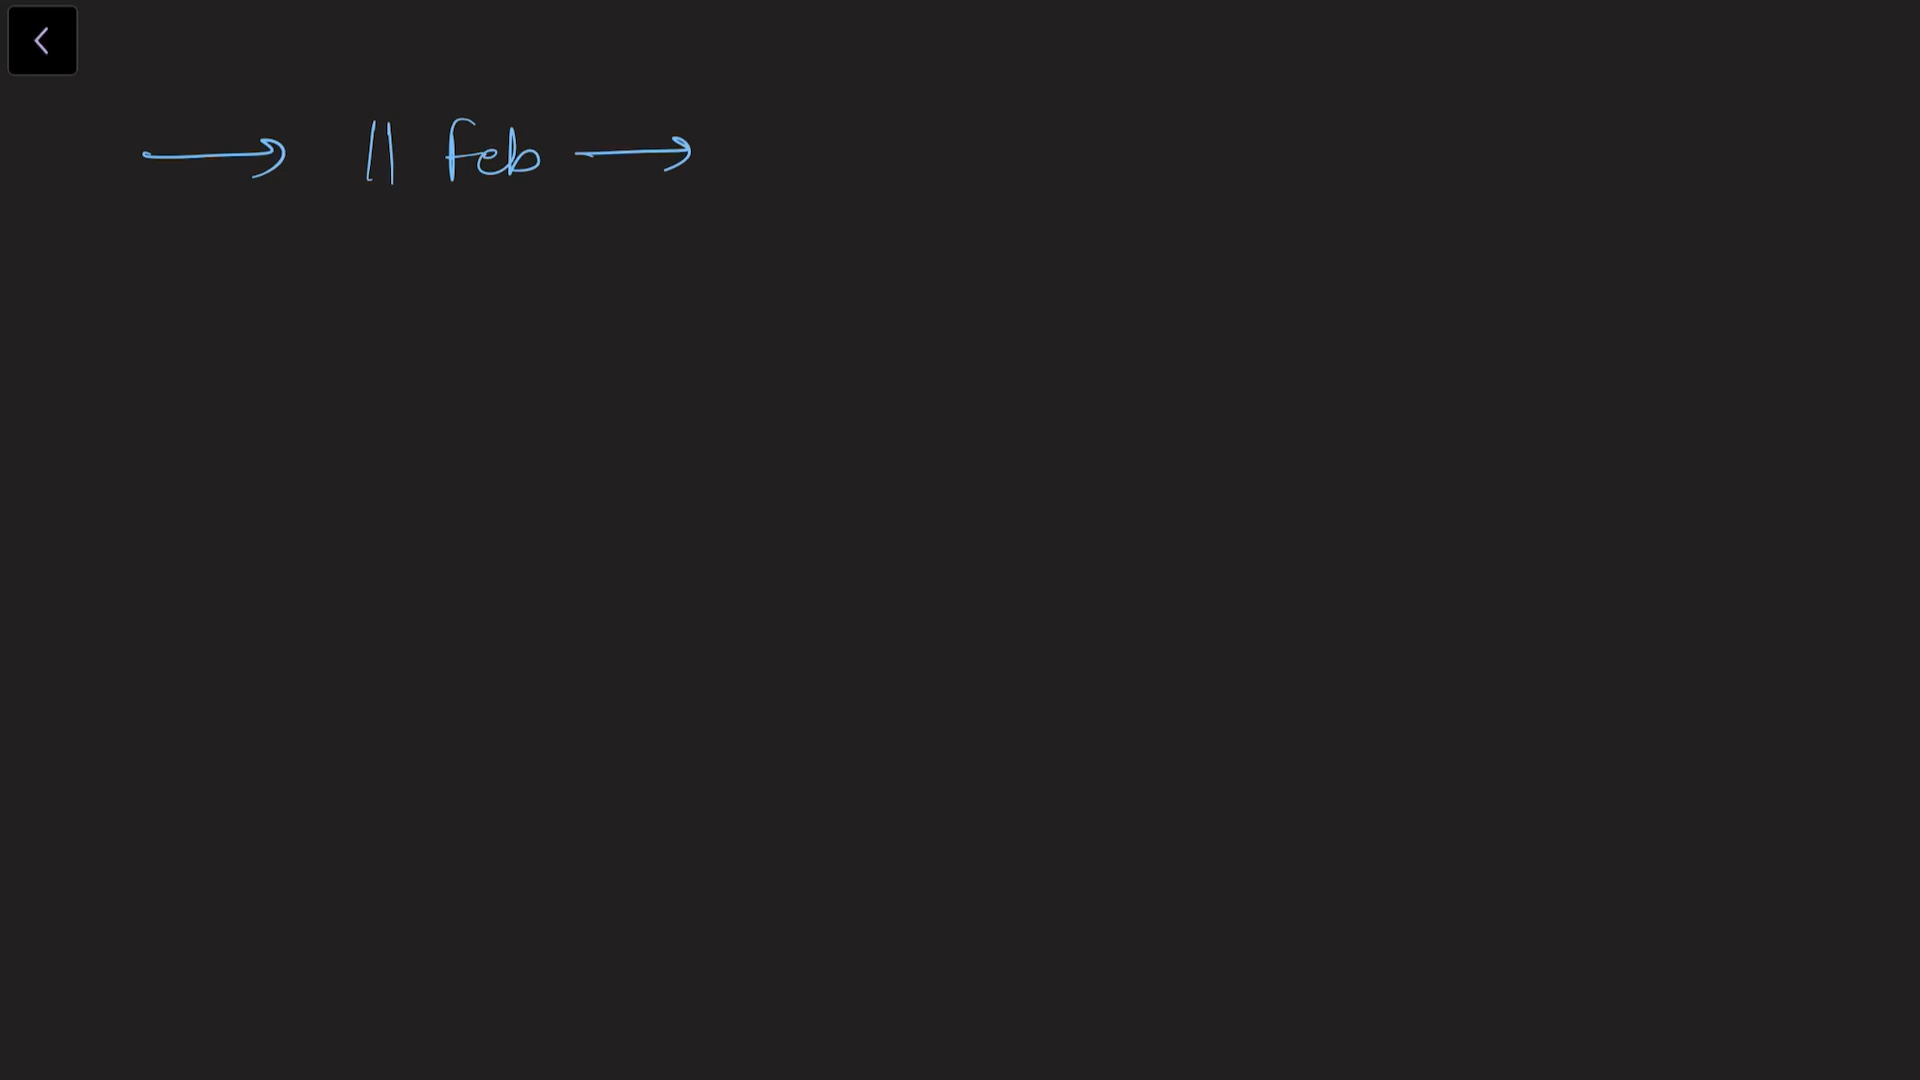 → 11 Feb →